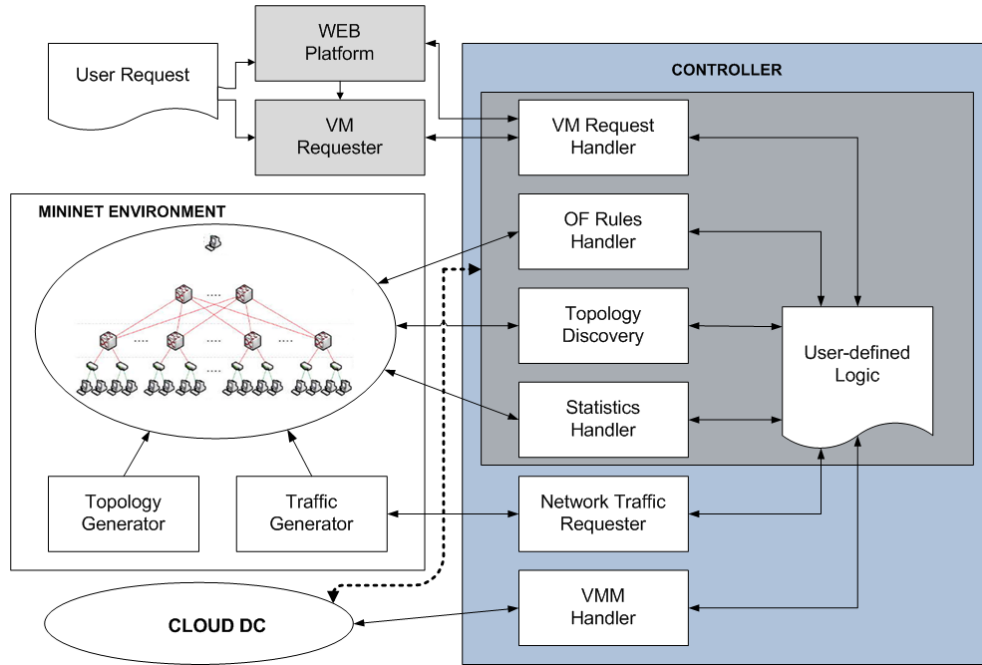 WEB
Platform
User Request
VM
Requester
CONTROLLER
VM Request
Handler
MININET ENVIRONMENT
OF Rules
Handler
Topology
Discovery
User-defined
Logic
Statistics
Handler
Topology
Generator
Traffic
Generator
Network Traffic
Requester
CLOUD DC
VMM
Handler